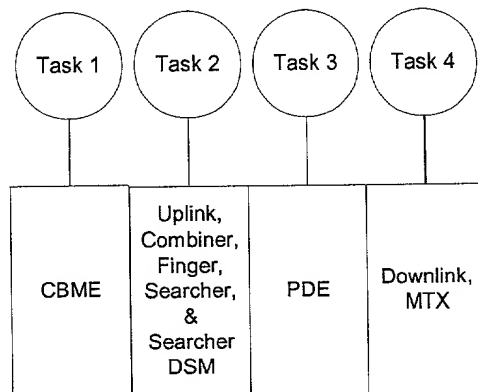 Task 1
Task 2
Task 3
Task 4
CBME
Uplink,
Combiner,
Finger,
Searcher,
&
Searcher
DSM
PDE
Downlink,
MTX